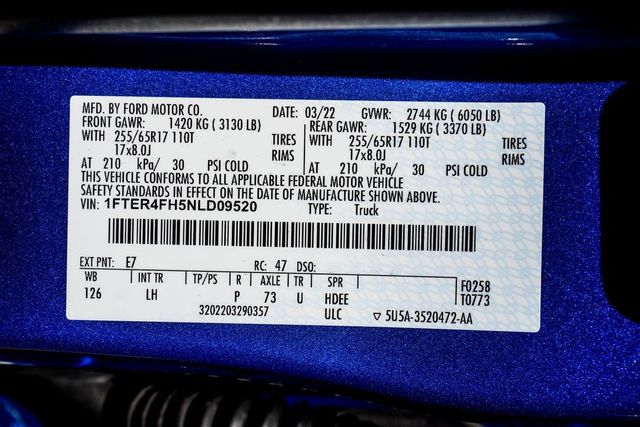 MFD. BY FORD MOTOR CO. DATE: 03/22 GVWR: 2744 KG ( 6050 LB)
FRONT GAWR: 1420 KG ( 3130 LB) REAR GAWR: 1529 KG ( 3370 LB)
WITH 255/65R17 110T TIRES WITH 255/65R17 110T TIRES
17x8.0J RIMS 17x8.0J RIMS
AT 210 kPa/ 30 PSI COLD AT 210 kPa/ 30 PSI COLD
THIS VEHICLE CONFORMS TO ALL APPLICABLE FEDERAL MOTOR VEHICLE
SAFETY STANDARDS IN EFFECT ON THE DATE OF MANUFACTURE SHOWN ABOVE.
VIN: 1FTER4FH5NLD09520 TYPE: Truck
EXT PNT: E7 RC: 47 DSO:
WB INT TR TP/PS R AXLE TR SPR F0258
126 LH P 73 U HDEE T0773
3202203290357 ULC ▽ 5U5A-3520472-AA